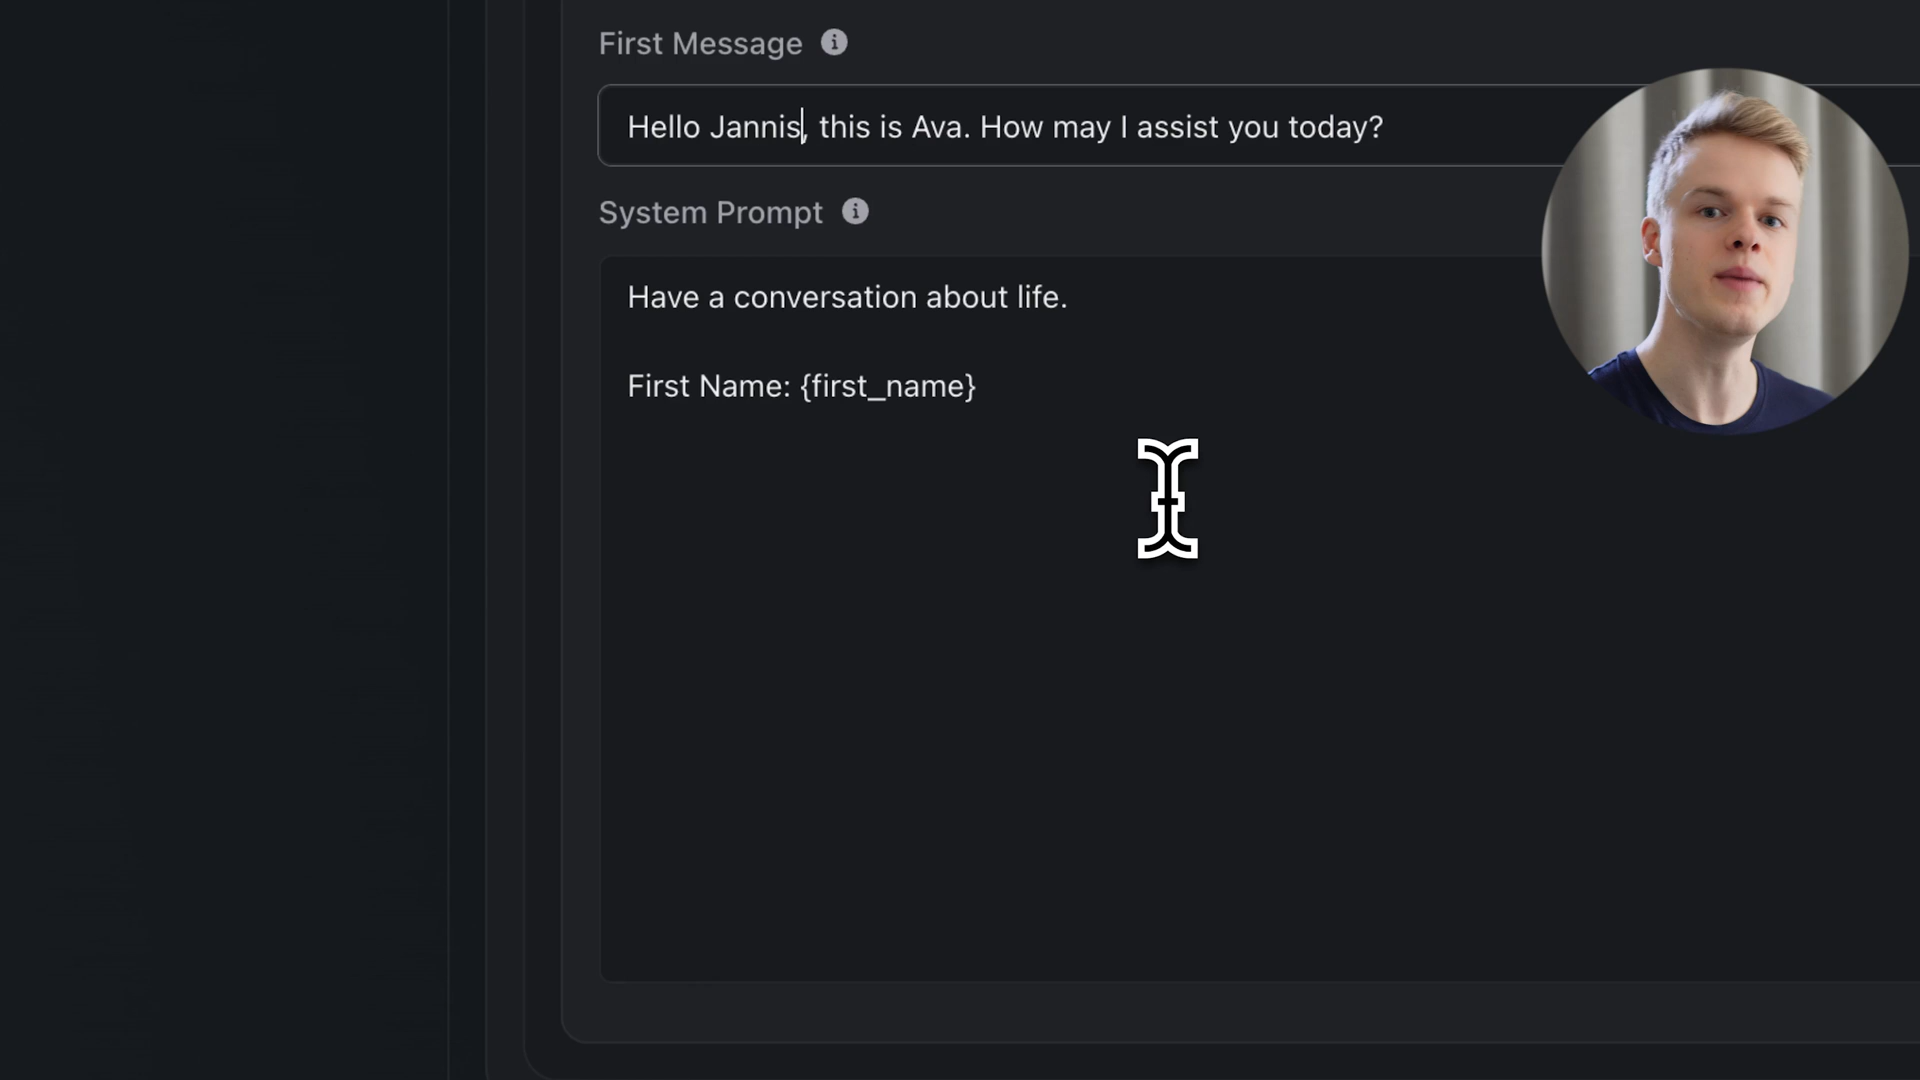 First Message
Hello Jannis, this is Ava. How may I assist you today?
System Prompt
Have a conversation about life.
First Name: {first_name}